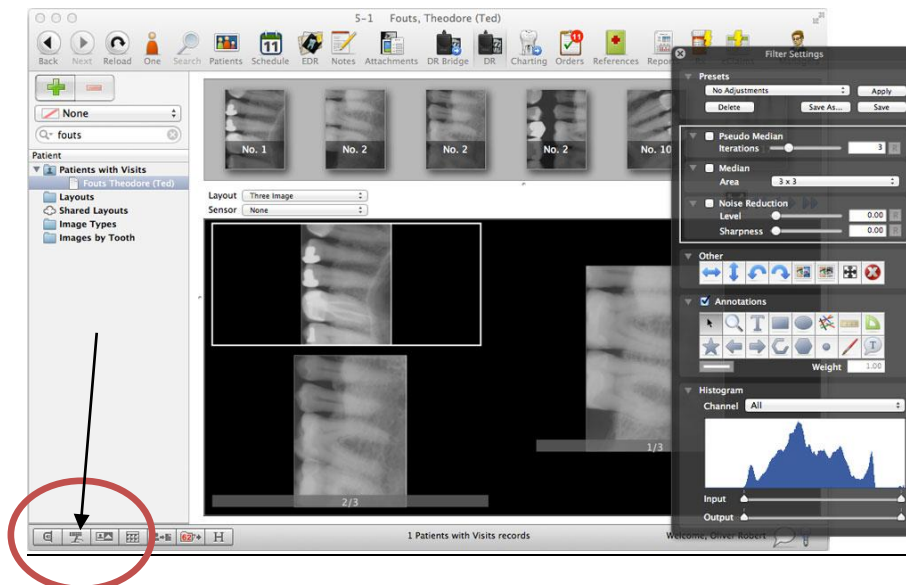 5-1 Fouts, Theodore (Ted)
Back Next Reload One Search Patients Schedule EDR Notes Attachments DR Bridge DR Charting Orders References
None
fouts
Patient
Patients with Visits
Fouts Theodore (Ted)
Layouts
Shared Layouts
Image Types
Images by Tooth
No. 1
No. 2
No. 2
No. 2
No. 10
Layout Three Image
Sensor None
1/3
2/3
1 Patients with Visits records
Welcome, Oliver Robert
Filter Settings
Presets
No Adjustments Apply
Delete Save As... Save
Pseudo Median
Iterations 3 R
Median
Area 3 x 3
Noise Reduction
Level 0.00 R
Sharpness 0.00 R
Other
Annotations
T
T
Weight 1.00
Histogram
Channel All
Input
Output
11
62
H